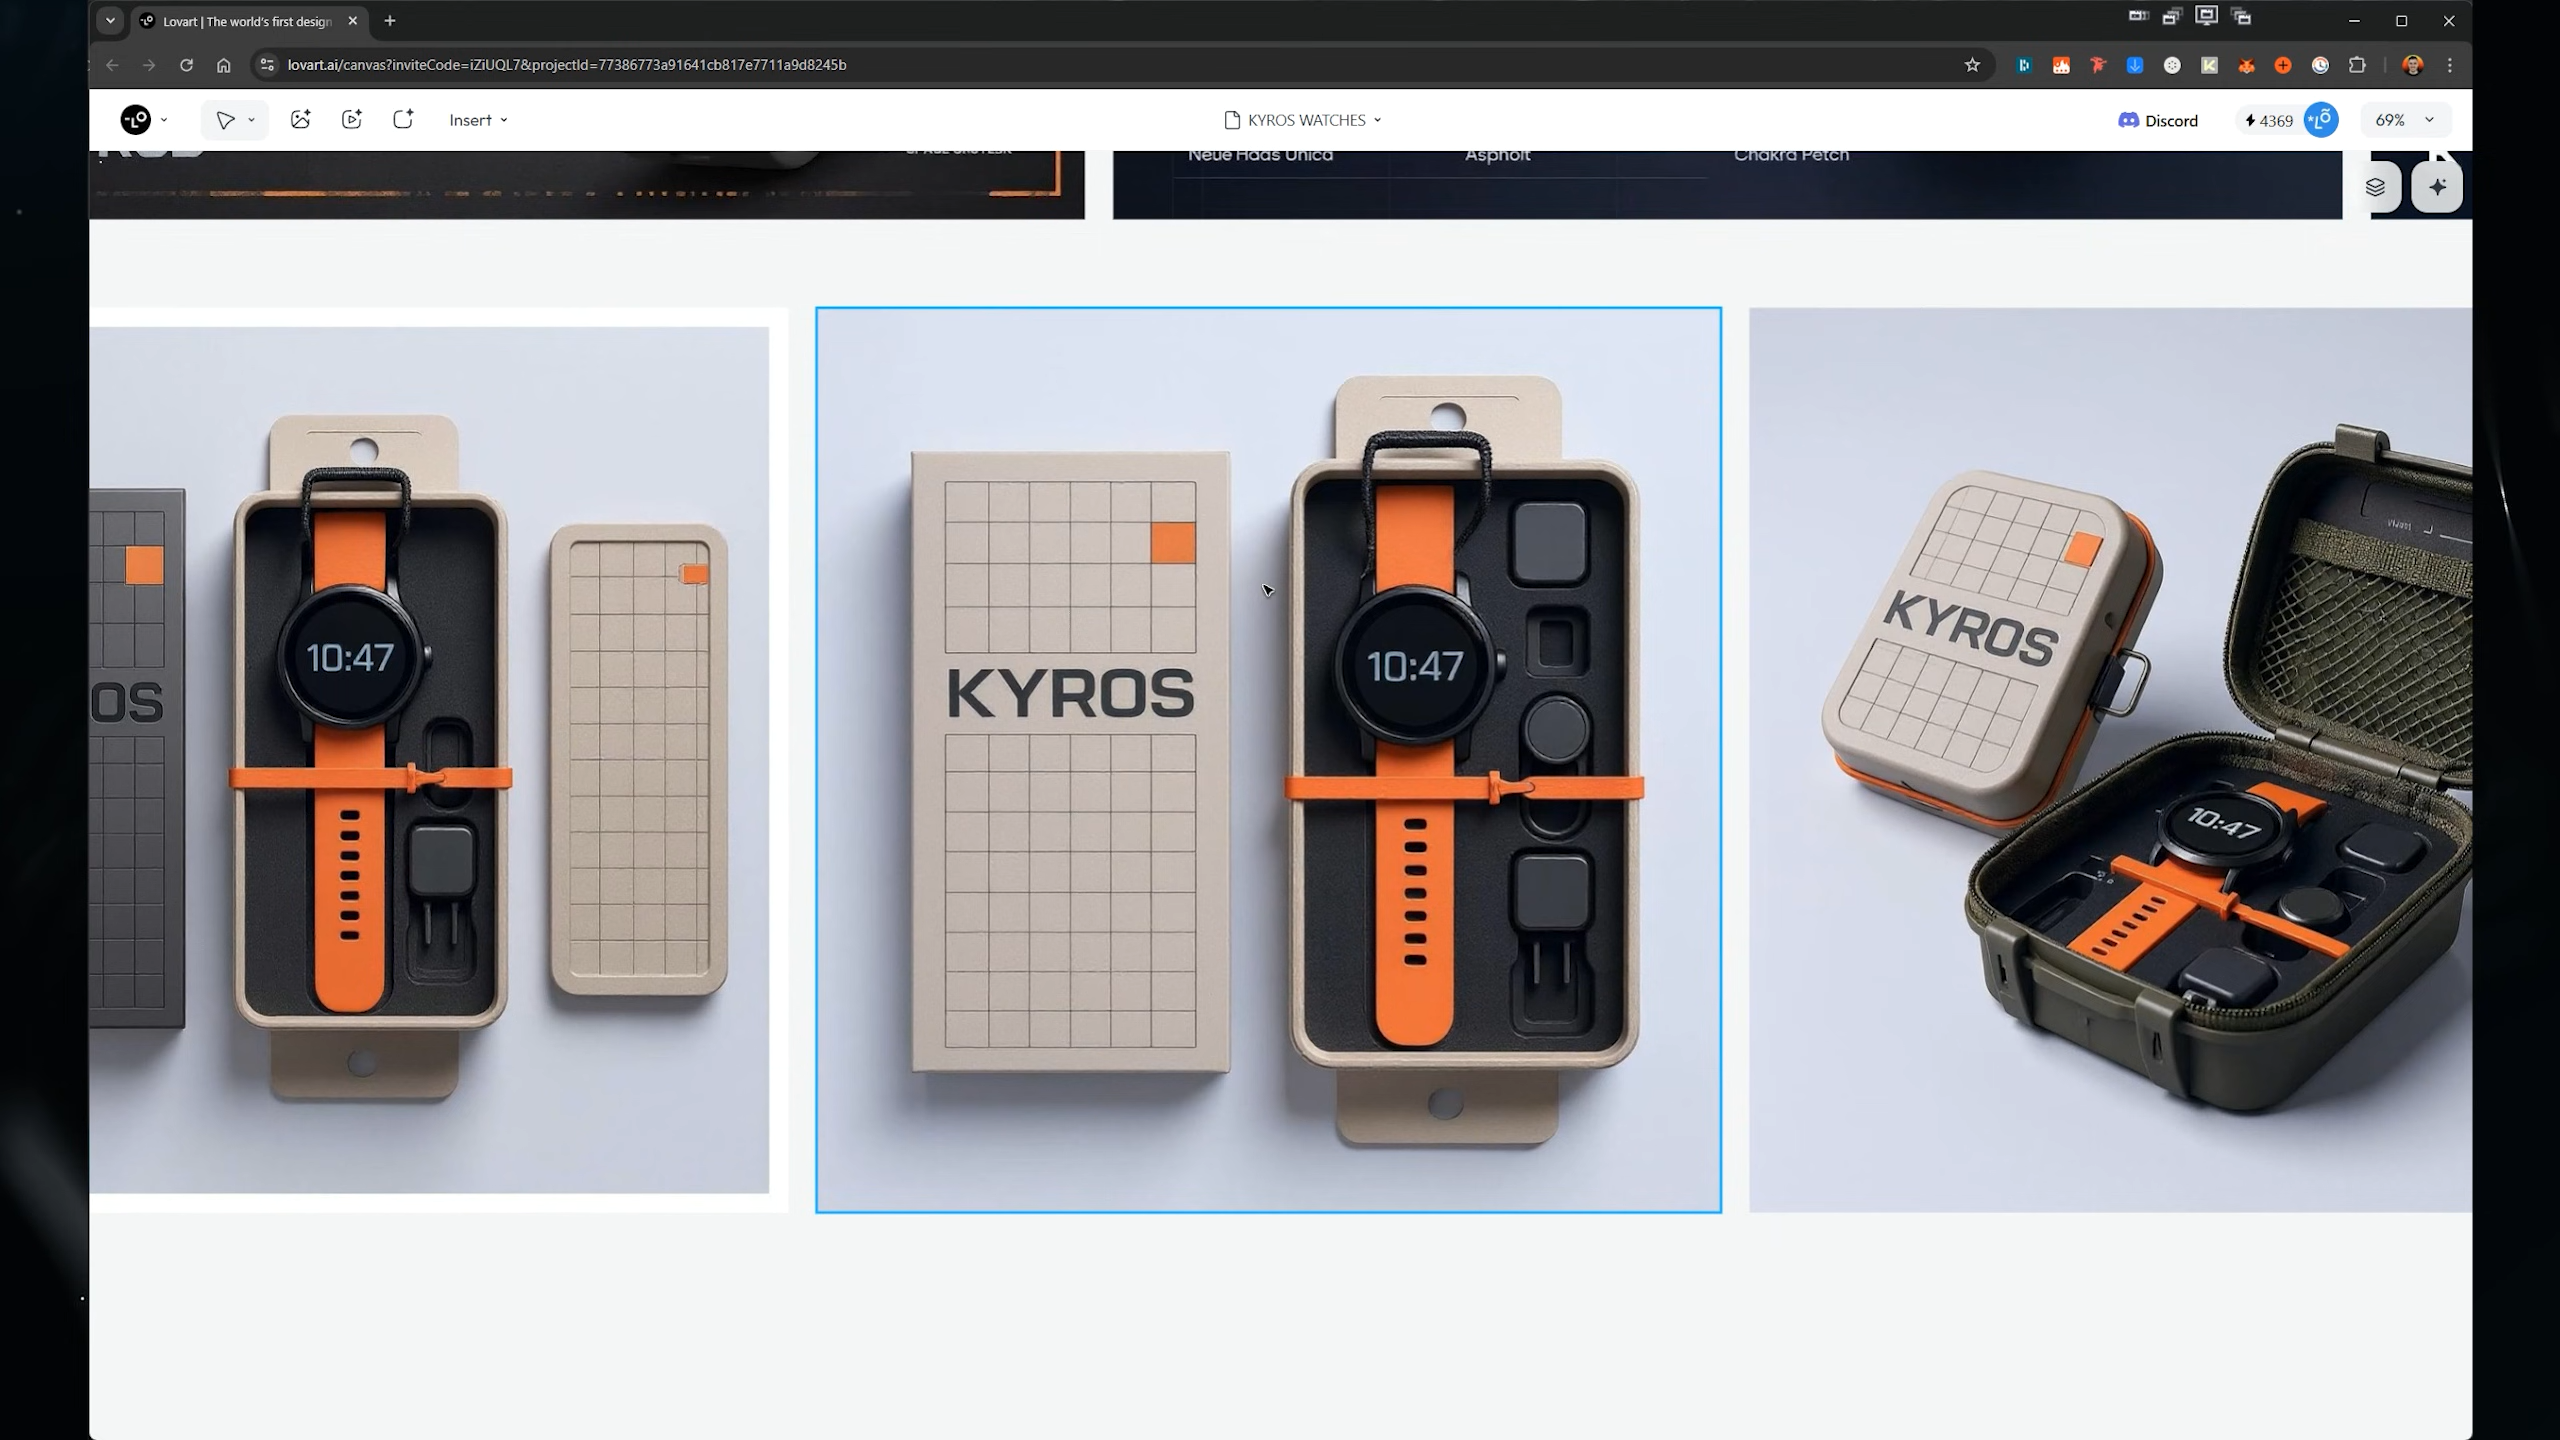 Lovart | The world's first design
lovart.ai/canvas?inviteCode=iZiUQL7&projectId=77386773a91641cb817e7711a9d8245b
Insert
KYROS WATCHES
Discord
4369
69%
Neue Haas Unica
Aspholt
Chakra Petch
OS
10:47
KYROS
10:47
KYROS
10:47